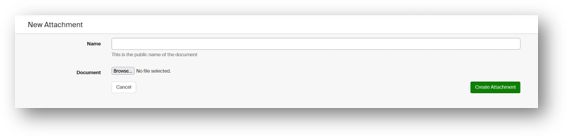 New Attachment
Name
This is the public name of the document
Document
Browse... No file selected.
Cancel
Create Attachment